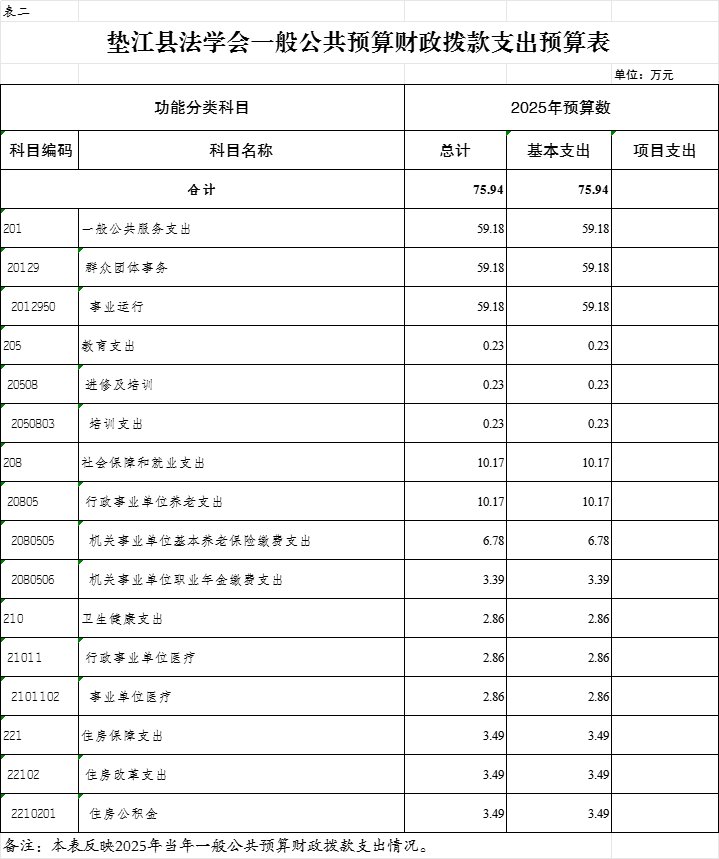 表二
垫江县法学会一般公共预算财政拨款支出预算表
单位：万元
功能分类科目 2025年预算数
科目编码 科目名称 总计 基本支出 项目支出
合计 75.94 75.94
201 一般公共服务支出 59.18 59.18
20129 群众团体事务 59.18 59.18
2012950 事业运行 59.18 59.18
205 教育支出 0.23 0.23
20508 进修及培训 0.23 0.23
2050803 培训支出 0.23 0.23
208 社会保障和就业支出 10.17 10.17
20805 行政事业单位养老支出 10.17 10.17
2080505 机关事业单位基本养老保险缴费支出 6.78 6.78
2080506 机关事业单位职业年金缴费支出 3.39 3.39
210 卫生健康支出 2.86 2.86
21011 行政事业单位医疗 2.86 2.86
2101102 事业单位医疗 2.86 2.86
221 住房保障支出 3.49 3.49
22102 住房改革支出 3.49 3.49
2210201 住房公积金 3.49 3.49
备注：本表反映2025年当年一般公共预算财政拨款支出情况。